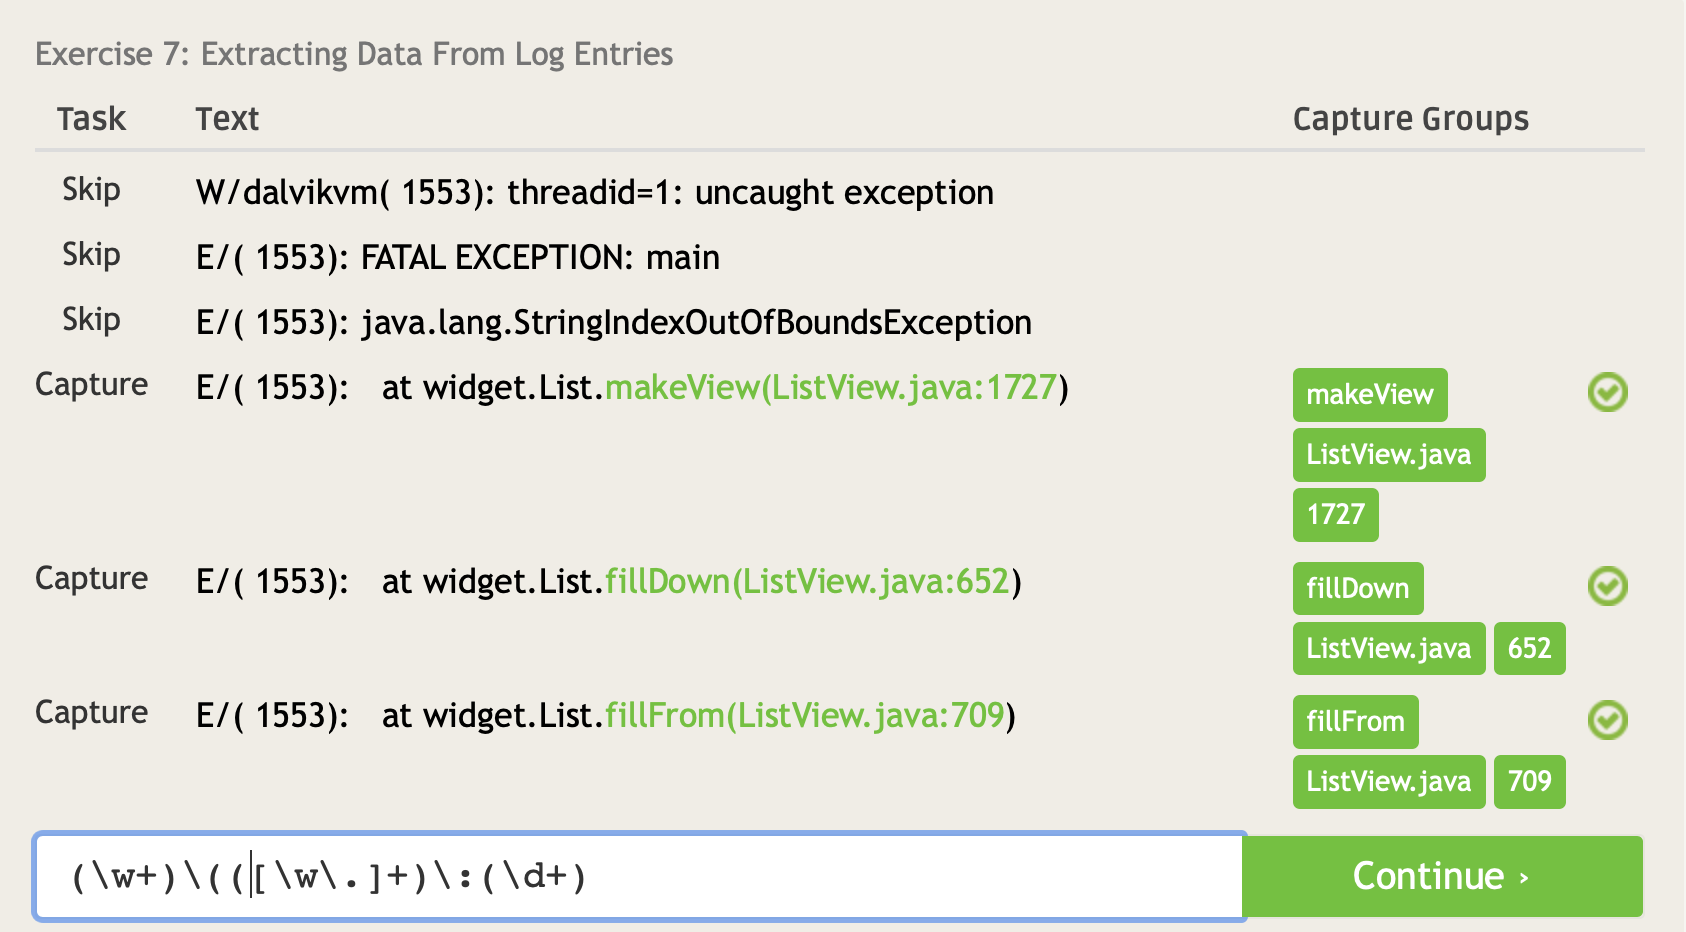 Exercise 7: Extracting Data From Log Entries
Task Text Capture Groups
Skip W/dalvikvm( 1553): threadid=1: uncaught exception
Skip E/( 1553): FATAL EXCEPTION: main
Skip E/( 1553): java.lang.StringIndexOutOfBoundsException
Capture E/( 1553):   at widget.List.makeView(ListView.java:1727) makeView
ListView.java
1727
Capture E/( 1553):   at widget.List.fillDown(ListView.java:652) fillDown
ListView.java 652
Capture E/( 1553):   at widget.List.fillFrom(ListView.java:709) fillFrom
ListView.java 709
(\w+)\(([\w\.]+)\:(\d+) Continue ›